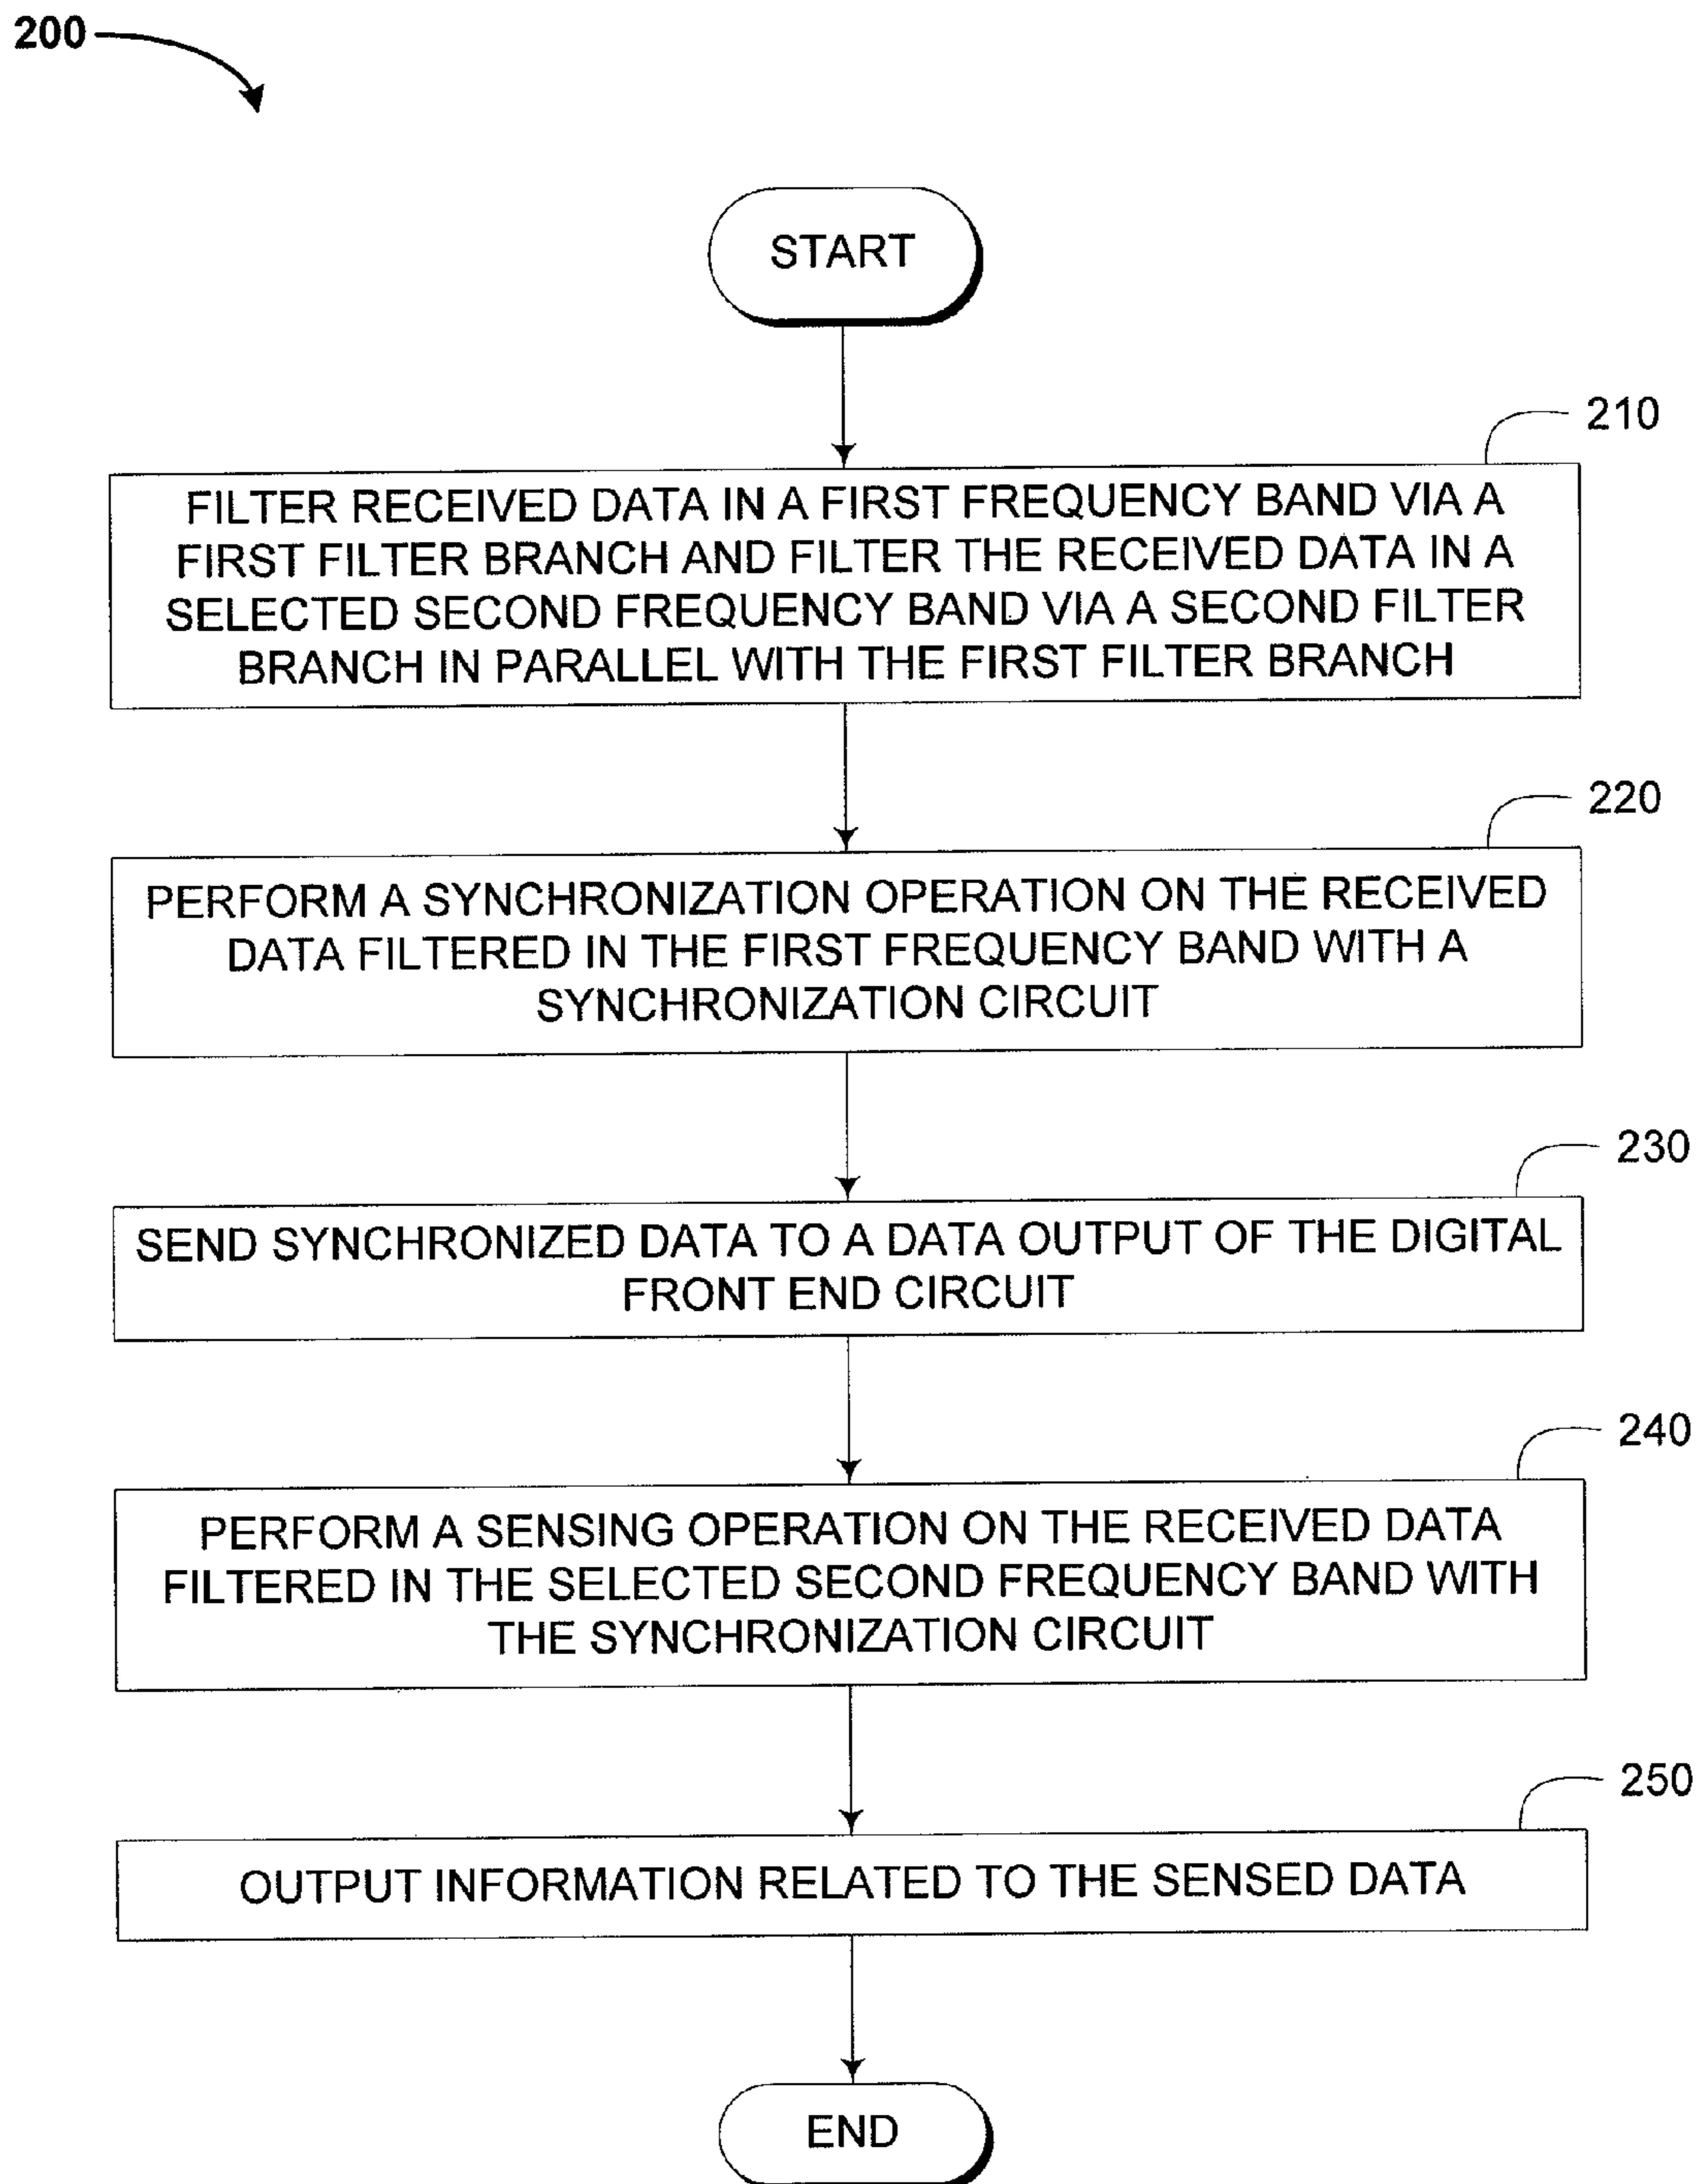 200
START
210
FILTER RECEIVED DATA IN A FIRST FREQUENCY BAND VIA A
FIRST FILTER BRANCH AND FILTER THE RECEIVED DATA IN A
SELECTED SECOND FREQUENCY BAND VIA A SECOND FILTER
BRANCH IN PARALLEL WITH THE FIRST FILTER BRANCH
220
PERFORM A SYNCHRONIZATION OPERATION ON THE RECEIVED
DATA FILTERED IN THE FIRST FREQUENCY BAND WITH A
SYNCHRONIZATION CIRCUIT
230
SEND SYNCHRONIZED DATA TO A DATA OUTPUT OF THE DIGITAL
FRONT END CIRCUIT
240
PERFORM A SENSING OPERATION ON THE RECEIVED DATA
FILTERED IN THE SELECTED SECOND FREQUENCY BAND WITH
THE SYNCHRONIZATION CIRCUIT
250
OUTPUT INFORMATION RELATED TO THE SENSED DATA
END